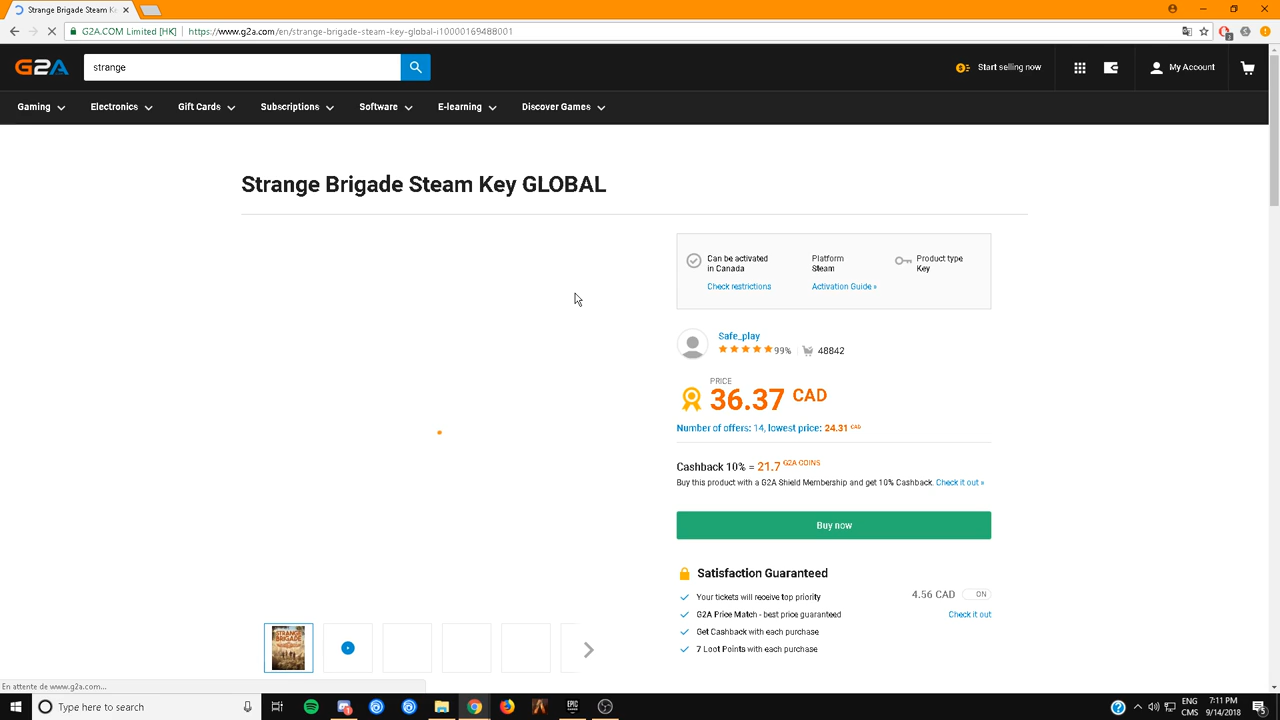 Strange Brigade Steam Ke
G2A.COM Limited [HK] https://www.g2a.com/en/strange-brigade-steam-key-global-i10000169488001
G2A strange Start selling now My Account
Gaming Electronics Gift Cards Subscriptions Software E-learning Discover Games
Strange Brigade Steam Key GLOBAL
Can be activated in Canada
Check restrictions
Platform
Steam
Activation Guide »
Product type
Key
Safe_play
99% 48842
PRICE
36.37 CAD
Number of offers: 14, lowest price: 24.31 CAD
Cashback 10% = 21.7 G2A COINS
Buy this product with a G2A Shield Membership and get 10% Cashback. Check it out »
Buy now
Satisfaction Guaranteed
Your tickets will receive top priority 4.56 CAD ON
G2A Price Match - best price guaranteed Check it out
Get Cashback with each purchase
7 Loot Points with each purchase
STRANGE BRIGADE
En attente de www.g2a.com...
Type here to search
EPIC
ENG 7:11 PM
CMS 9/14/2018